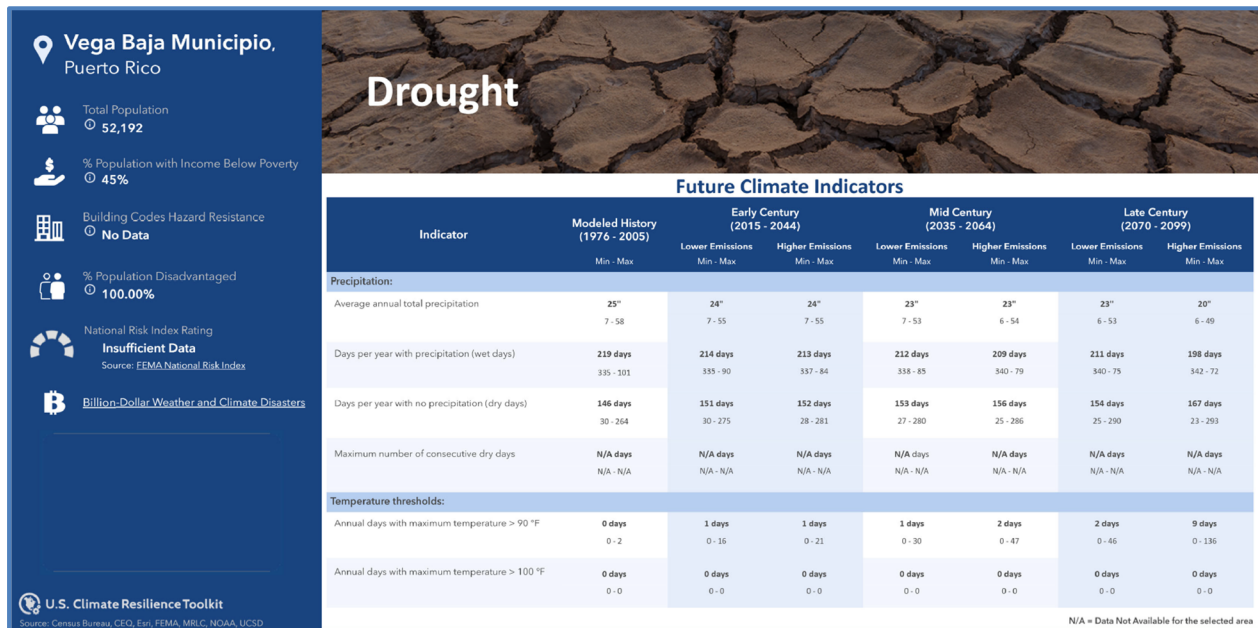 Vega Baja Municipio,
Puerto Rico
Total Population
52,192
% Population with Income Below Poverty
45%
Building Codes Hazard Resistance
No Data
% Population Disadvantaged
100.00%
National Risk Index Rating
Insufficient Data
Source: FEMA National Risk Index
Billion-Dollar Weather and Climate Disasters
U.S. Climate Resilience Toolkit
Source: Census Bureau, CEQ, Esri, FEMA, MRLC, NOAA, UCSD
Drought
Future Climate Indicators
Indicator
Modeled History
(1976 - 2005)
Min - Max
Early Century
(2015 - 2044)
Mid Century
(2035 - 2064)
Late Century
(2070 - 2099)
Lower Emissions Higher Emissions Lower Emissions Higher Emissions Lower Emissions Higher Emissions
Min - Max Min - Max Min - Max Min - Max Min - Max Min - Max
Precipitation:
Average annual total precipitation 25" 24" 24" 23" 23" 23" 20"
7 - 58 7 - 55 7 - 55 7 - 53 6 - 54 6 - 53 6 - 49
Days per year with precipitation (wet days) 219 days 214 days 213 days 212 days 209 days 211 days 198 days
335 - 101 335 - 90 337 - 84 338 - 85 340 - 79 340 - 75 342 - 72
Days per year with no precipitation (dry days) 146 days 151 days 152 days 153 days 156 days 154 days 167 days
30 - 264 30 - 275 28 - 281 27 - 280 25 - 286 25 - 290 23 - 293
Maximum number of consecutive dry days N/A days N/A days N/A days N/A days N/A days N/A days N/A days
N/A - N/A N/A - N/A N/A - N/A N/A - N/A N/A - N/A N/A - N/A N/A - N/A
Temperature thresholds:
Annual days with maximum temperature > 90 °F 0 days 1 days 1 days 1 days 2 days 2 days 9 days
0 - 2 0 - 16 0 - 21 0 - 30 0 - 47 0 - 46 0 - 136
Annual days with maximum temperature > 100 °F 0 days 0 days 0 days 0 days 0 days 0 days 0 days
0 - 0 0 - 0 0 - 0 0 - 0 0 - 0 0 - 0 0 - 0
N/A = Data Not Available for the selected area